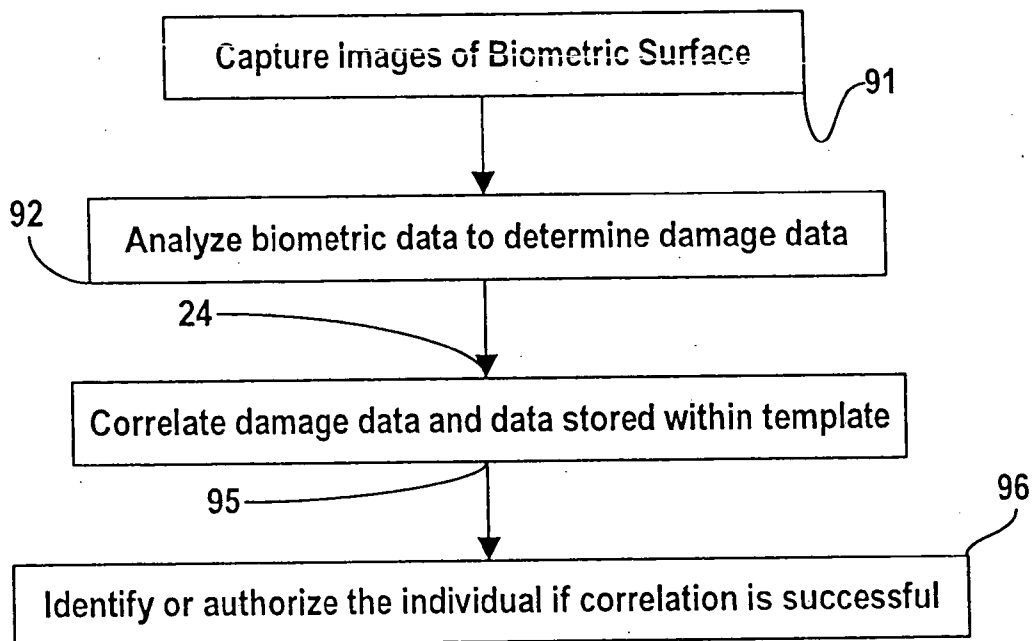 Capture Images of Biometric Surface
91
92
Analyze biometric data to determine damage data
24
Correlate damage data and data stored within template
95
96
Identify or authorize the individual if correlation is successful